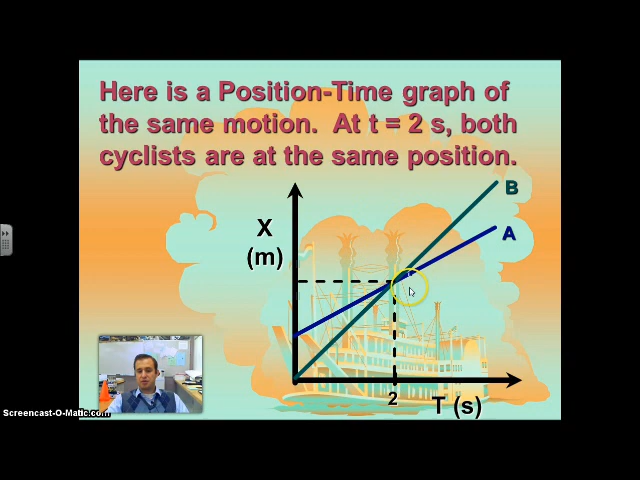 Here is a Position-Time graph of
the same motion. At t = 2 s, both
cyclists are at the same position.
B
X
(m)
A
2
T (s)
Screencast-O-Matic.com